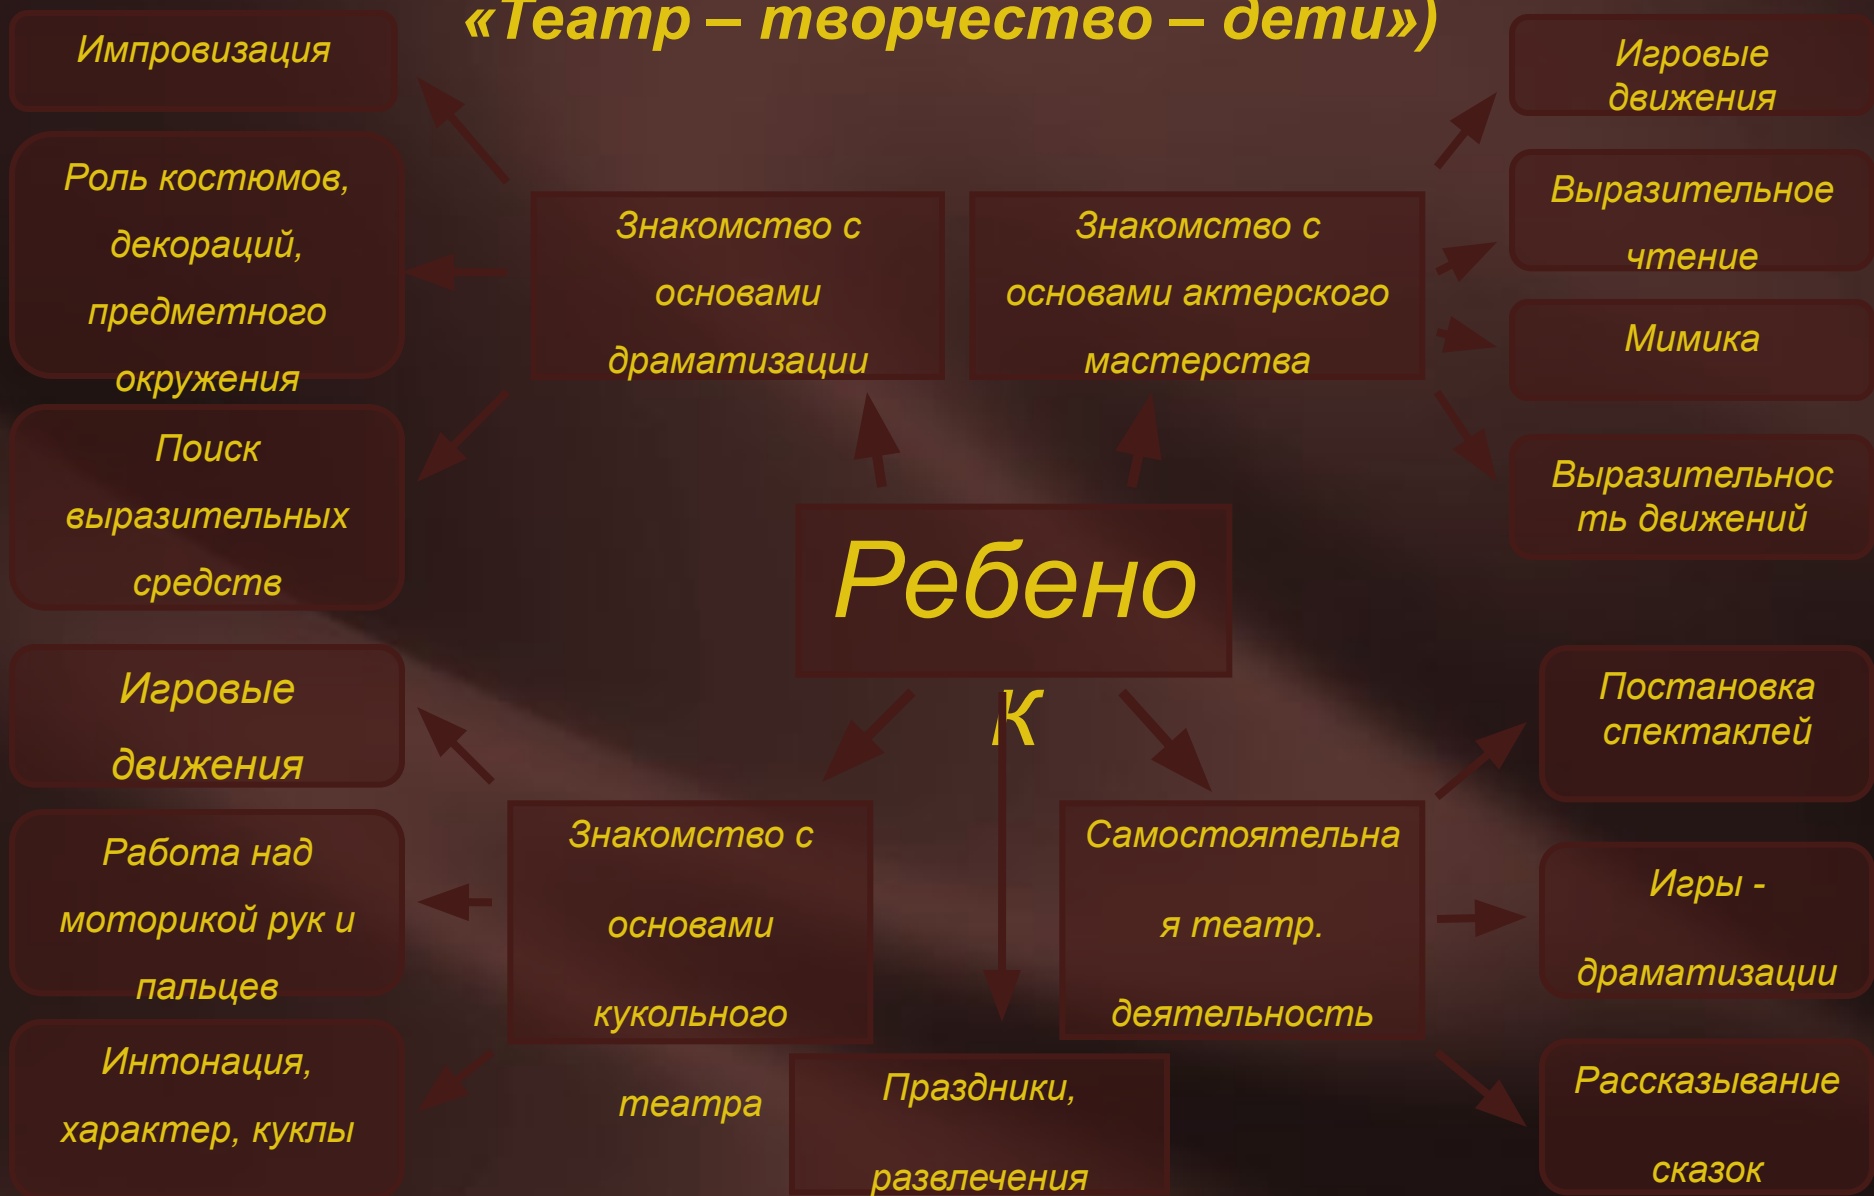 «Театр – творчество – дети»)
Импровизация
Роль костюмов,
декораций,
предметного
окружения
Поиск
выразительных
средств
Знакомство с
основами
драматизации
Знакомство с
основами актерского
мастерства
Игровые
движения
Выразительное
чтение
Мимика
Выразительнос
ть движений
Ребено
к
Игровые
движения
Работа над
моторикой рук и
пальцев
Интонация,
характер, куклы
Знакомство с
основами
кукольного
театра
Праздники,
развлечения
Самостоятельна
я театр.
деятельность
Постановка
спектаклей
Игры -
драматизации
Рассказывание
сказок